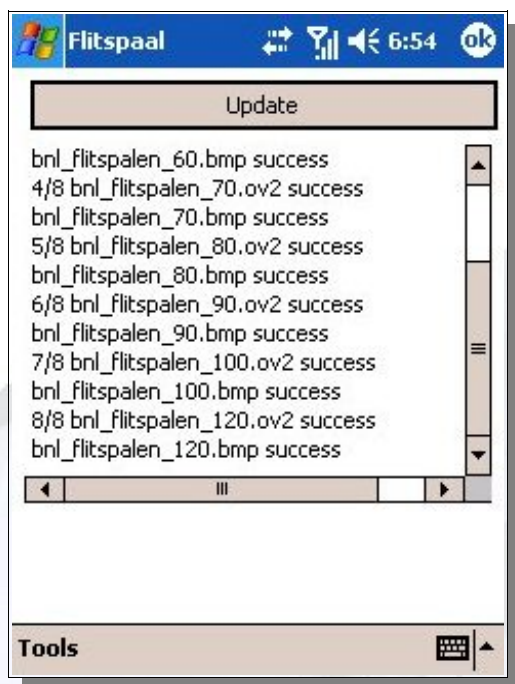 Flitspaal 6:54 ok
Update
bnl_flitspalen_60.bmp success
4/8 bnl_flitspalen_70.ov2 success
bnl_flitspalen_70.bmp success
5/8 bnl_flitspalen_80.ov2 success
bnl_flitspalen_80.bmp success
6/8 bnl_flitspalen_90.ov2 success
bnl_flitspalen_90.bmp success
7/8 bnl_flitspalen_100.ov2 success
bnl_flitspalen_100.bmp success
8/8 bnl_flitspalen_120.ov2 success
bnl_flitspalen_120.bmp success
Tools